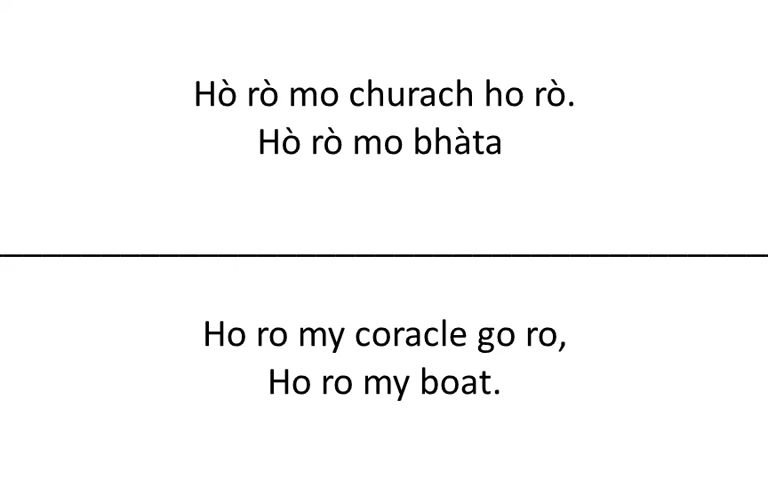 Hò rò mo churach ho rò.
Hò rò mo bhàta
Ho ro my coracle go ro,
Ho ro my boat.